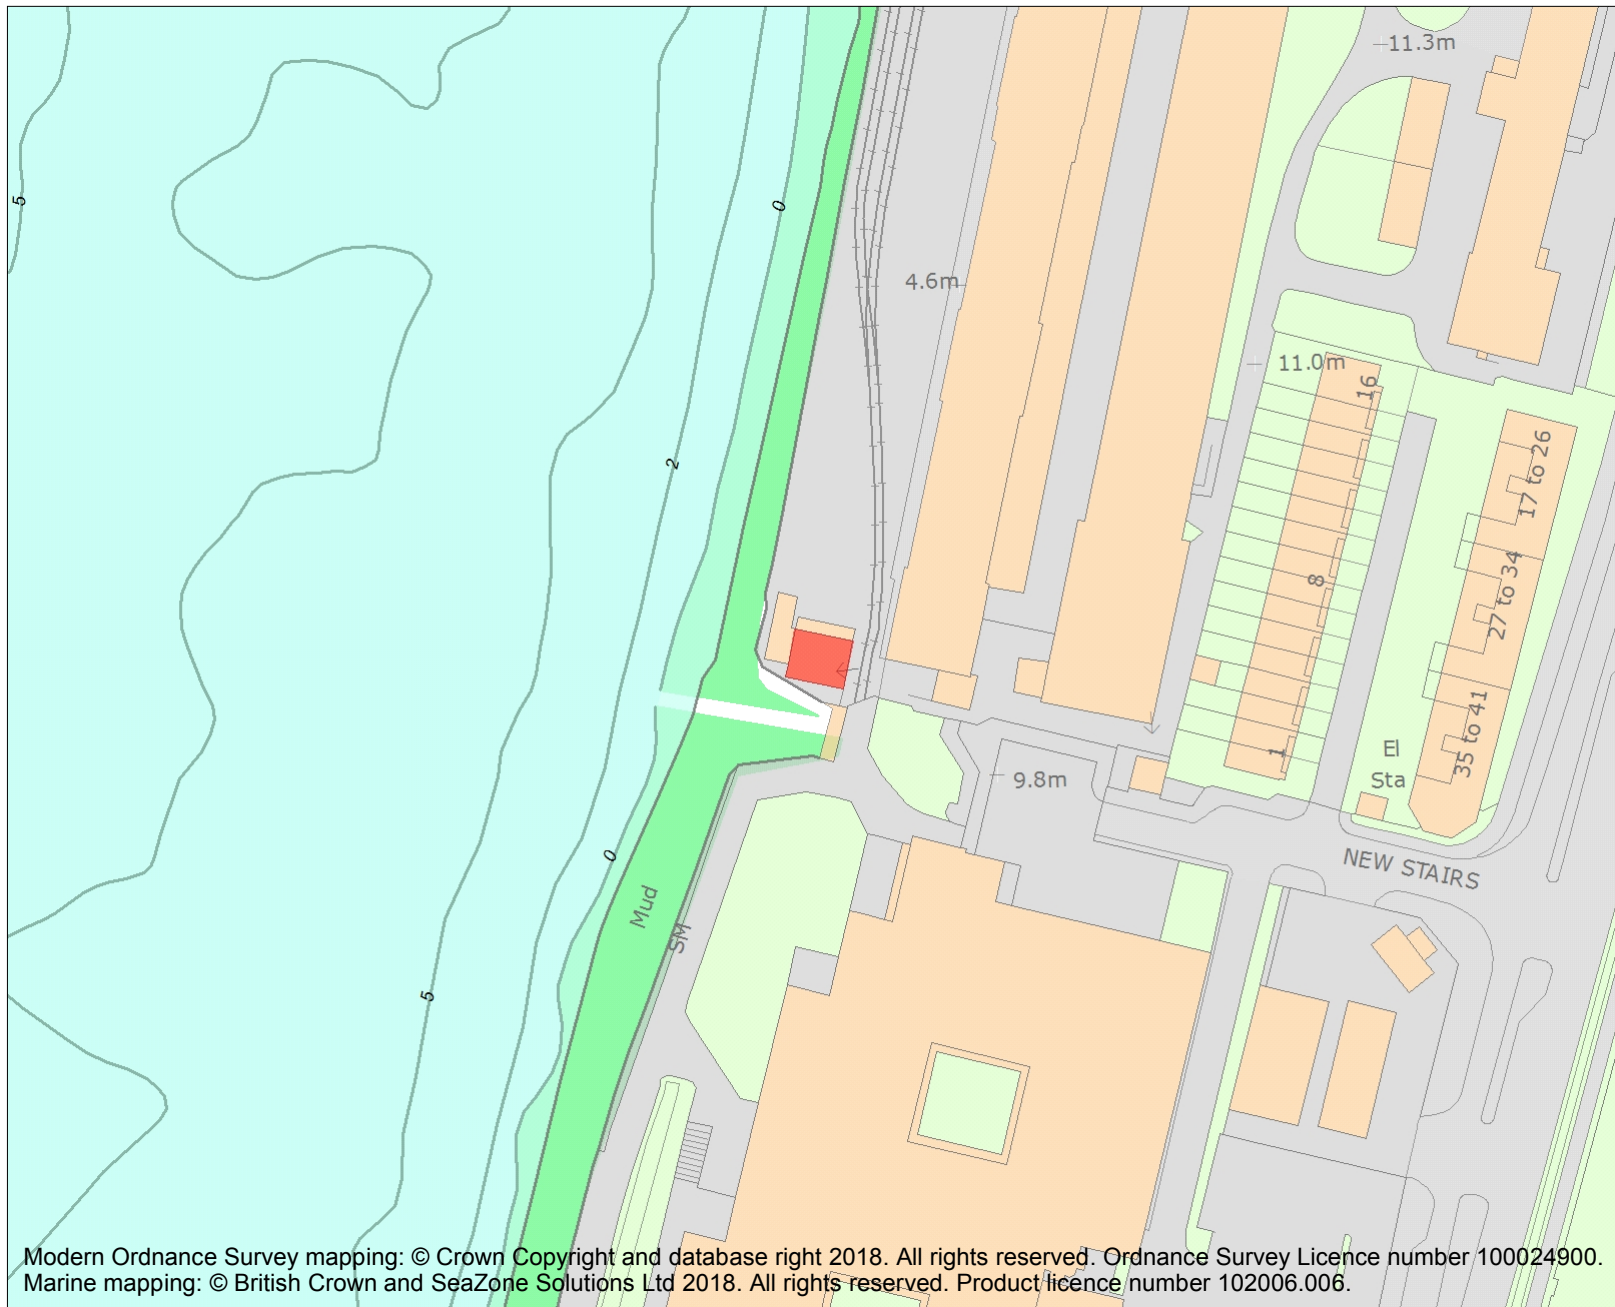 11.3m
5
0
4.6m
11.0m
16
2
17 to 26
8
27 to 34
35 to 41
1
El
Sta
9.8m
0
NEW STAIRS
Mud
SM
5
Modern Ordnance Survey mapping: © Crown Copyright and database right 2018. All rights reserved. Ordnance Survey Licence number 100024900.
Marine mapping: © British Crown and SeaZone Solutions Ltd 2018. All rights reserved. Product licence number 102006.006.